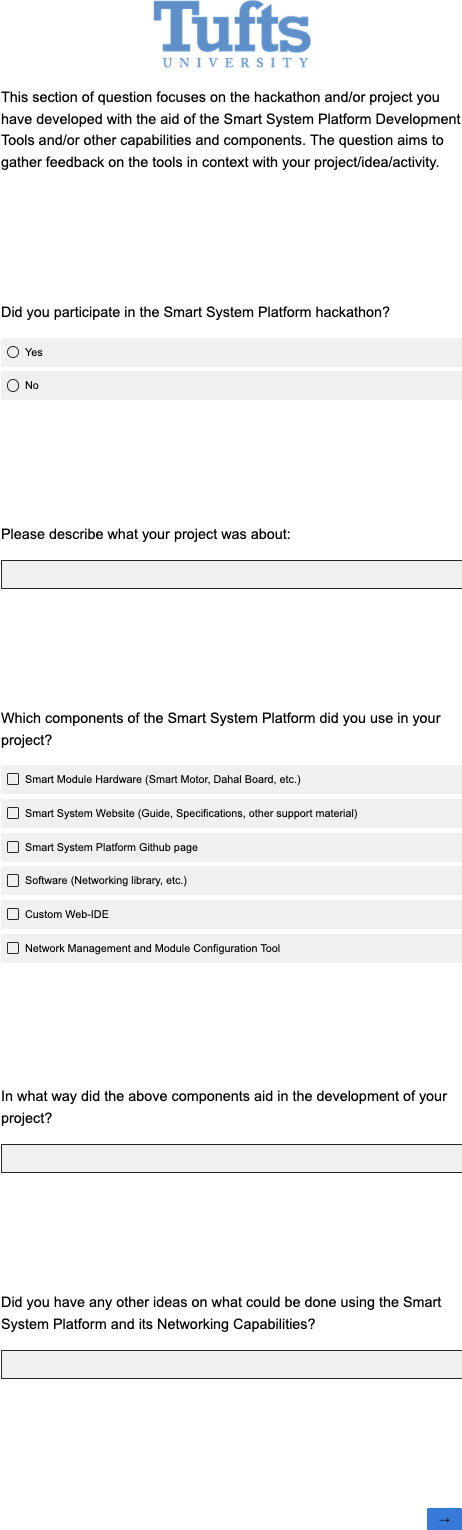 Tufts
UNIVERSITY
This section of question focuses on the hackathon and/or project you
have developed with the aid of the Smart System Platform Development
Tools and/or other capabilities and components. The question aims to
gather feedback on the tools in context with your project/idea/activity.
Did you participate in the Smart System Platform hackathon?
Yes
No
Please describe what your project was about:
Which components of the Smart System Platform did you use in your
project?
Smart Module Hardware (Smart Motor, Dahal Board, etc.)
Smart System Website (Guide, Specifications, other support material)
Smart System Platform Github page
Software (Networking library, etc.)
Custom Web-IDE
Network Management and Module Configuration Tool
In what way did the above components aid in the development of your
project?
Did you have any other ideas on what could be done using the Smart
System Platform and its Networking Capabilities?
→